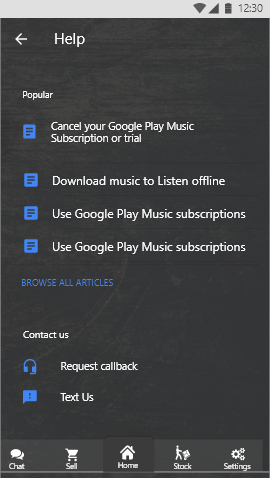 12:30
Help
Popular
Cancel your Google Play Music
Subscription or trial
Download music to Listen offline
Use Google Play Music subscriptions
Use Google Play Music subscriptions
BROWSE ALL ARTICLES
Contact us
Request callback
Text Us
Chat Sell Home Stock Settings